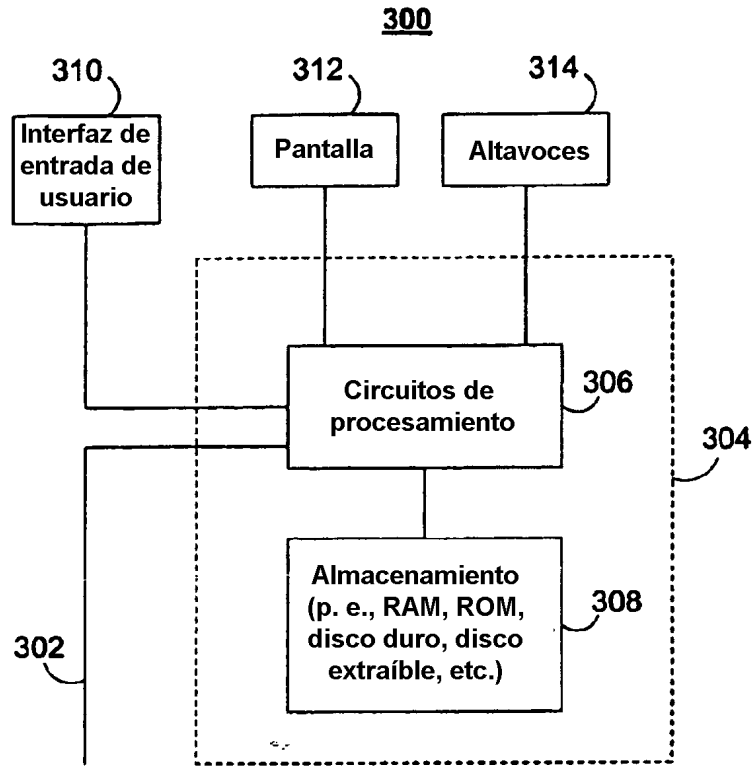 300
310
312
314
Interfaz de
entrada de
usuario
Pantalla
Altavoces
Circuitos de
procesamiento
306
304
Almacenamiento
(p. e., RAM, ROM,
disco duro, disco
extraíble, etc.)
308
302